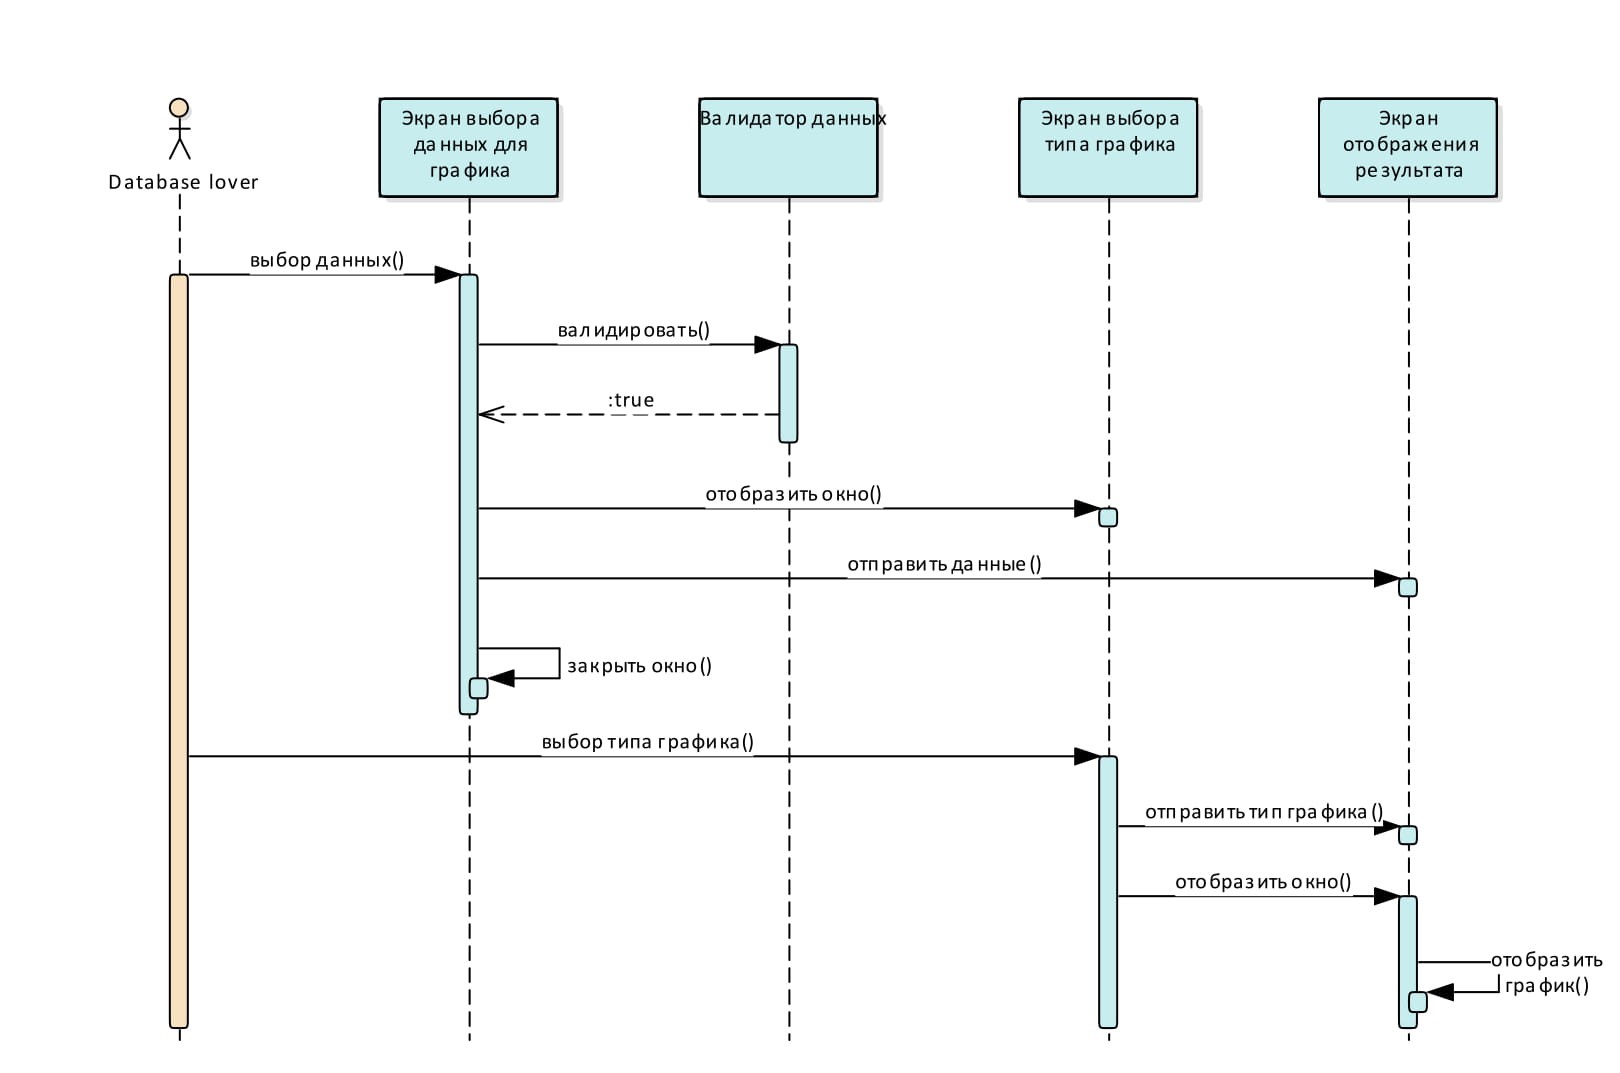 Database lover
Экран выбора
данных для
графика
Валидатор данных
Экран выбора
типа графика
Экран
отображения
результата
выбор данных()
валидировать()
:true
отобразить окно()
отправить данные()
закрыть окно()
выбор типа графика()
отправить тип графика()
отобразить окно()
отобразить
график()